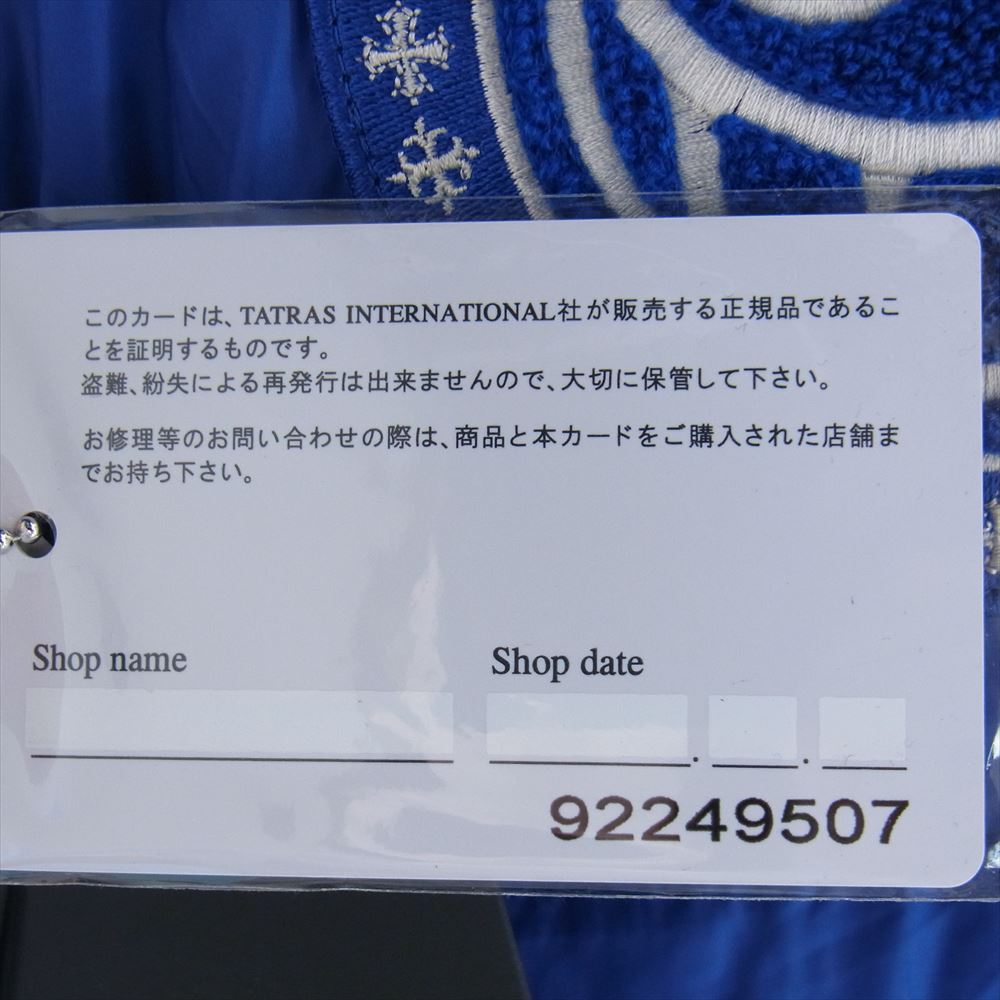 このカードは、TATRAS INTERNATIONAL社が販売する正規品であるこ
とを証明するものです。
盗難、紛失による再発行は出来ませんので、大切に保管して下さい。
お修理等のお問い合わせの際は、商品と本カードをご購入された店舗ま
でお持ち下さい。
Shop name
Shop date
. .
92249507